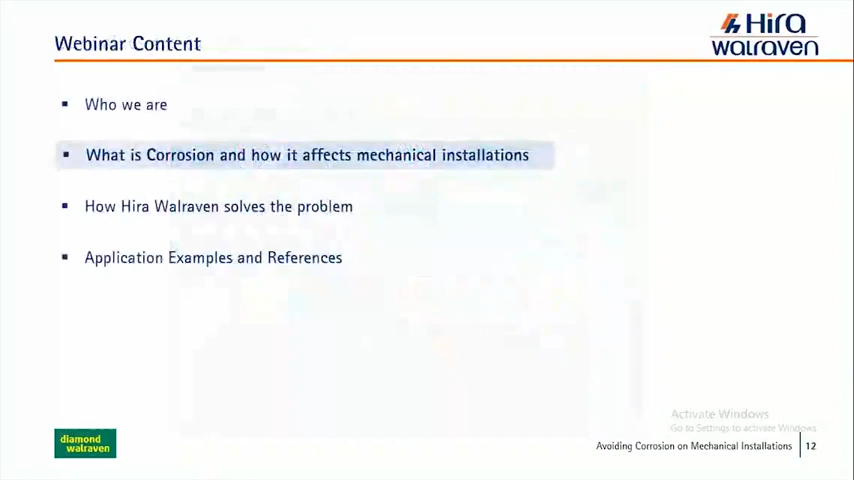 Webinar Content
Hira
walraven
▪ Who we are
▪ What is Corrosion and how it affects mechanical installations
▪ How Hira Walraven solves the problem
▪ Application Examples and References
Activate Windows
Go to Settings to activate Windows.
diamond
walraven
Avoiding Corrosion on Mechanical Installations 12